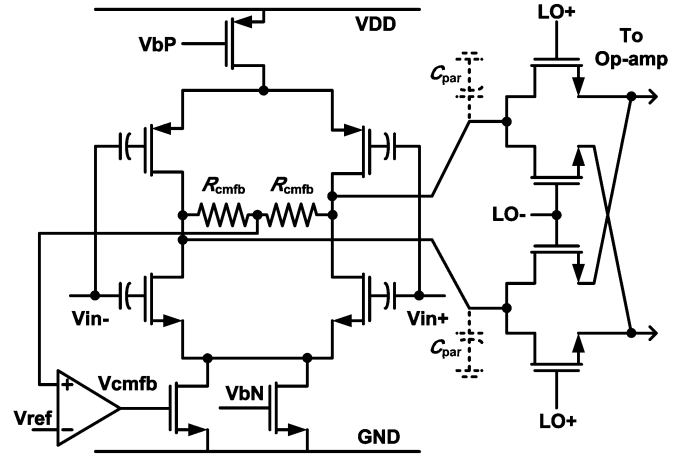 LO+
VDD
To
Op-amp
VbP
Cpar
Rcmfb
Rcmfb
LO-
Vin-
Vin+
Cpar
Vcmfb
VbN
+
Vref
−
GND
LO+